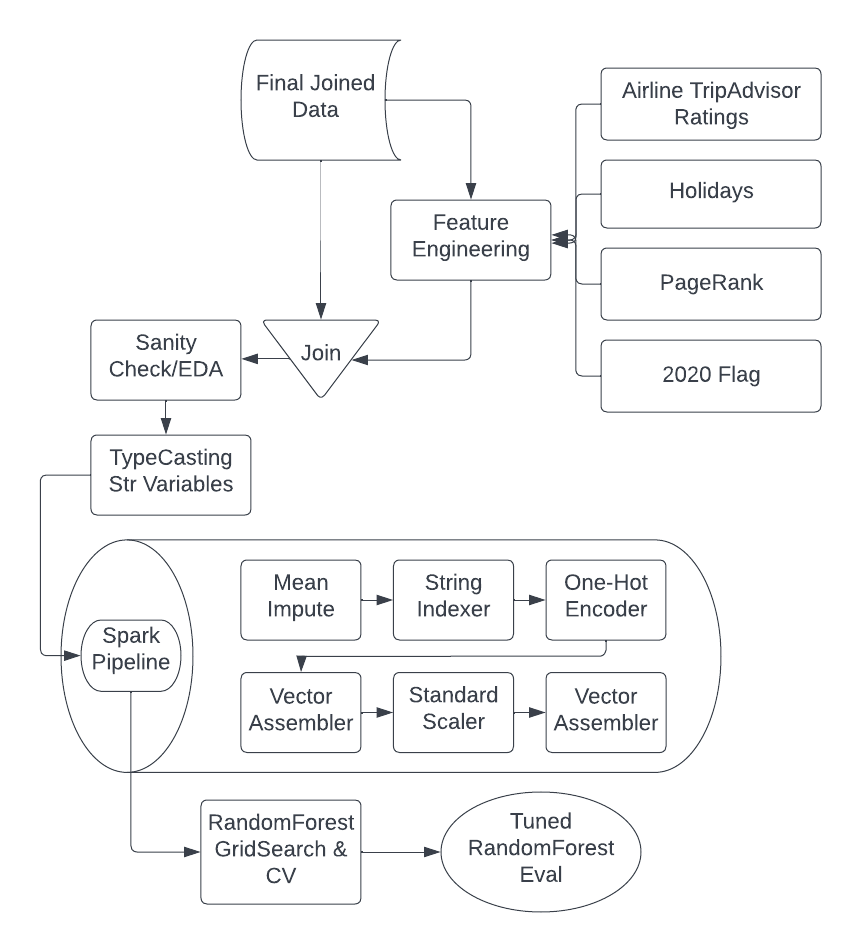 Final Joined
Data
Airline TripAdvisor
Ratings
Holidays
Feature
Engineering
PageRank
2020 Flag
Join
Sanity
Check/EDA
TypeCasting
Str Variables
Spark
Pipeline
Mean
Impute
String
Indexer
One-Hot
Encoder
Vector
Assembler
Standard
Scaler
Vector
Assembler
RandomForest
GridSearch &
CV
Tuned
RandomForest
Eval